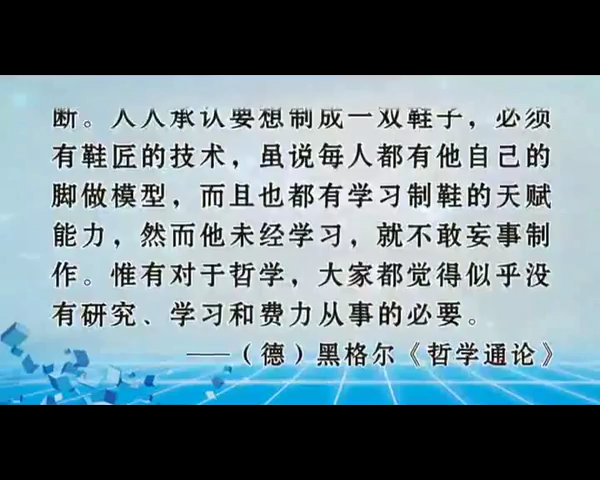 断。人人承认要想制成一双鞋子，必须
有鞋匠的技术，虽说每人都有他自己的
脚做模型，而且也都有学习制鞋的天赋
能力，然而他未经学习，就不敢妄事制
作。惟有对于哲学，大家都觉得似乎没
有研究、学习和费力从事的必要。
——（德）黑格尔《哲学通论》